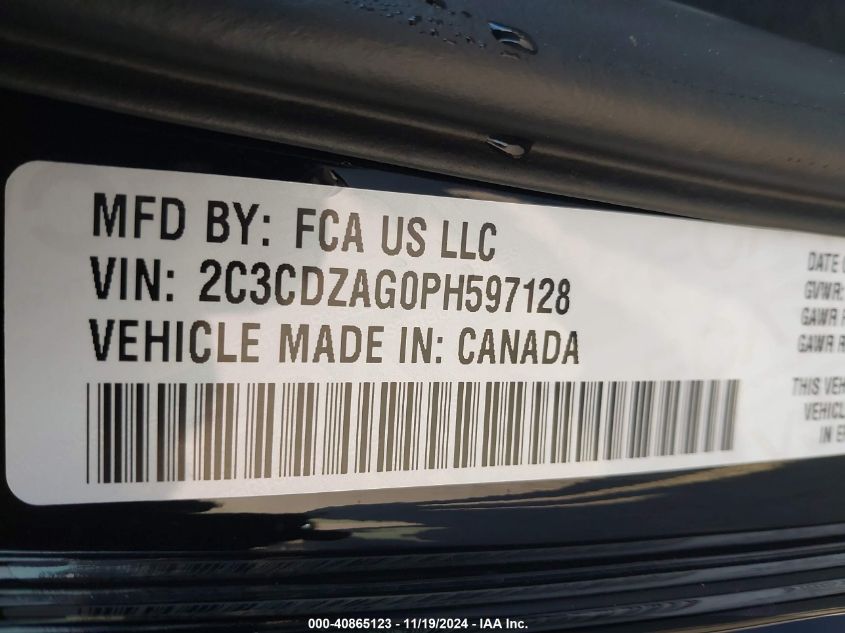 MFD BY: FCA US LLC
VIN: 2C3CDZAG0PH597128
VEHICLE MADE IN: CANADA
DATE O
GVWR:
GAWR F
GAWR R
THIS VEH
VEHICL
IN EF
000-40865123 - 11/19/2024 - IAA Inc.